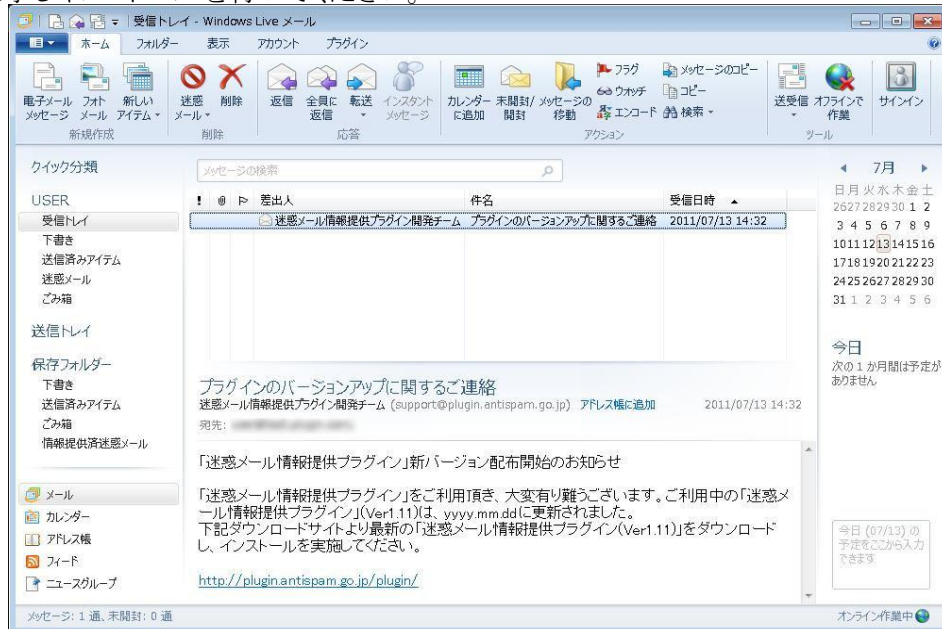 受信トレイ - Windows Live メール
ホーム フォルダー 表示 アカウント プラグイン
電子メール メッセージ フォト メール 新しい アイテム
新規作成
迷惑 メール 削除
削除
返信 全員に 返信 転送 インスタント メッセージ
応答
カレンダー に追加 未開封/ 開封 メッセージの 移動
フラグ
ウォッチ
エンコード
メッセージのコピー
コピー
検索
アクション
送受信 オフラインで 作業 サインイン
ツール
クイック分類
USER
受信トレイ
下書き
送信済みアイテム
迷惑メール
ごみ箱
送信トレイ
保存フォルダー
下書き
送信済みアイテム
ごみ箱
情報提供済迷惑メール
メール
カレンダー
アドレス帳
フィード
ニュースグループ
メッセージの検索
! 差出人 件名 受信日時
迷惑メール情報提供プラグイン開発チーム プラグインのバージョンアップに関するご連絡 2011/07/13 14:32
プラグインのバージョンアップに関するご連絡
迷惑メール情報提供プラグイン開発チーム (support@plugin.antispam.go.jp) アドレス帳に追加 2011/07/13 14:32
宛先:
「迷惑メール情報提供プラグイン」新バージョン配布開始のお知らせ
「迷惑メール情報提供プラグイン」をご利用頂き、大変有り難うございます。ご利用中の「迷惑メ
ール情報提供プラグイン」(Ver1.11)は、yyyy.mm.ddに更新されました。
下記ダウンロードサイトより最新の「迷惑メール情報提供プラグイン(Ver1.11)」をダウンロード
し、インストールを実施してください。
http://plugin.antispam.go.jp/plugin/
7月
日 月 火 水 木 金 土
26 27 28 29 30 1 2
3 4 5 6 7 8 9
10 11 12 13 14 15 16
17 18 19 20 21 22 23
24 25 26 27 28 29 30
31 1 2 3 4 5 6
今日
次の 1 か月間は予定が
ありません
今日 (07/13) の
予定をここから入力
できます
メッセージ: 1 通、未開封: 0 通
オンライン作業中